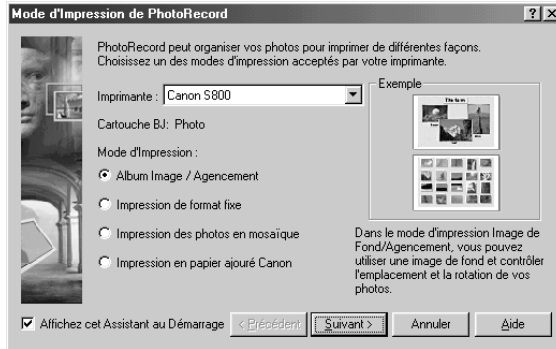 Mode d'Impression de PhotoRecord
PhotoRecord peut organiser vos photos pour imprimer de différentes façons.
Choisissez un des modes d'impression acceptés par votre imprimante.
Imprimante : Canon S800
Cartouche BJ: Photo
Mode d'Impression :
Album Image / Agencement
Impression de format fixe
Impression des photos en mosaïque
Impression en papier ajouré Canon
Exemple
Dans le mode d'impression Image de
Fond/Agencement, vous pouvez
utiliser une image de fond et contrôler
l'emplacement et la rotation de vos
photos.
Affichez cet Assistant au Démarrage
< Précédent
Suivant >
Annuler
Aide